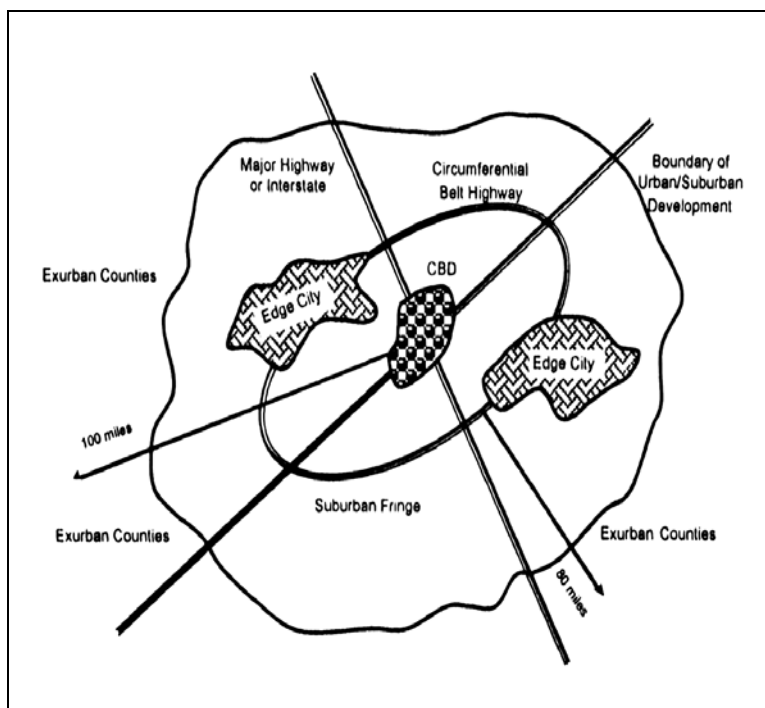 Major Highway
or Interstate
Circumferential
Belt Highway
Boundary of
Urban/Suburban
Development
Exurban Counties
CBD
Edge City
Edge City
100 miles
Suburban Fringe
Exurban Counties
Exurban Counties
80 miles